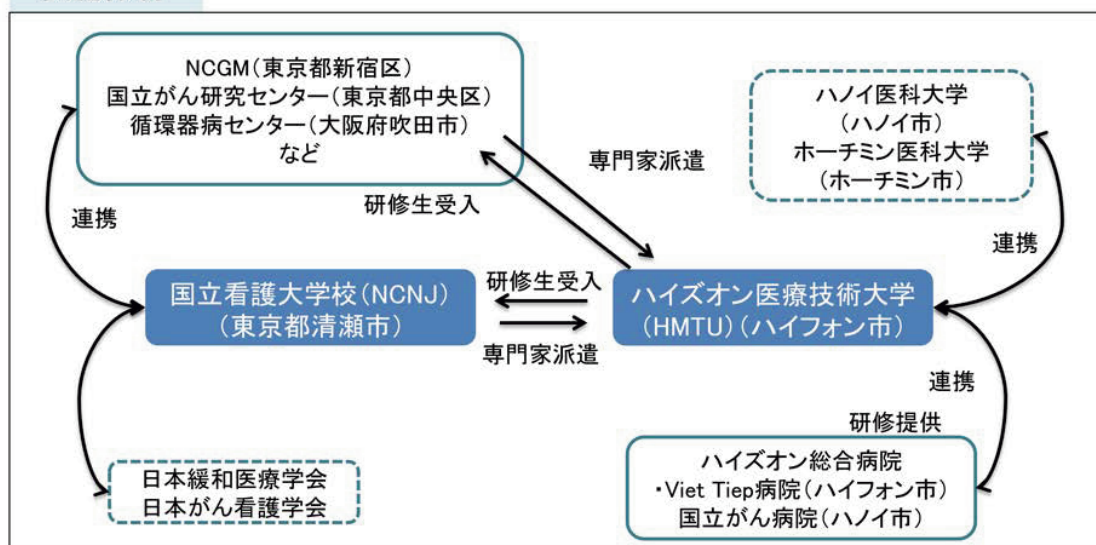 NCGM(東京都新宿区)
国立がん研究センター(東京都中央区)
循環器病センター(大阪府吹田市)
など
ハノイ医科大学
(ハノイ市)
ホーチミン医科大学
(ホーチミン市)
専門家派遣
研修生受入
連携
連携
国立看護大学校(NCNJ)
(東京都清瀬市)
研修生受入
専門家派遣
ハイズオン医療技術大学
(HMTU)(ハイフォン市)
連携
研修提供
日本緩和医療学会
日本がん看護学会
ハイズオン総合病院
・Viet Tiep病院(ハイフォン市)
国立がん病院(ハノイ市)